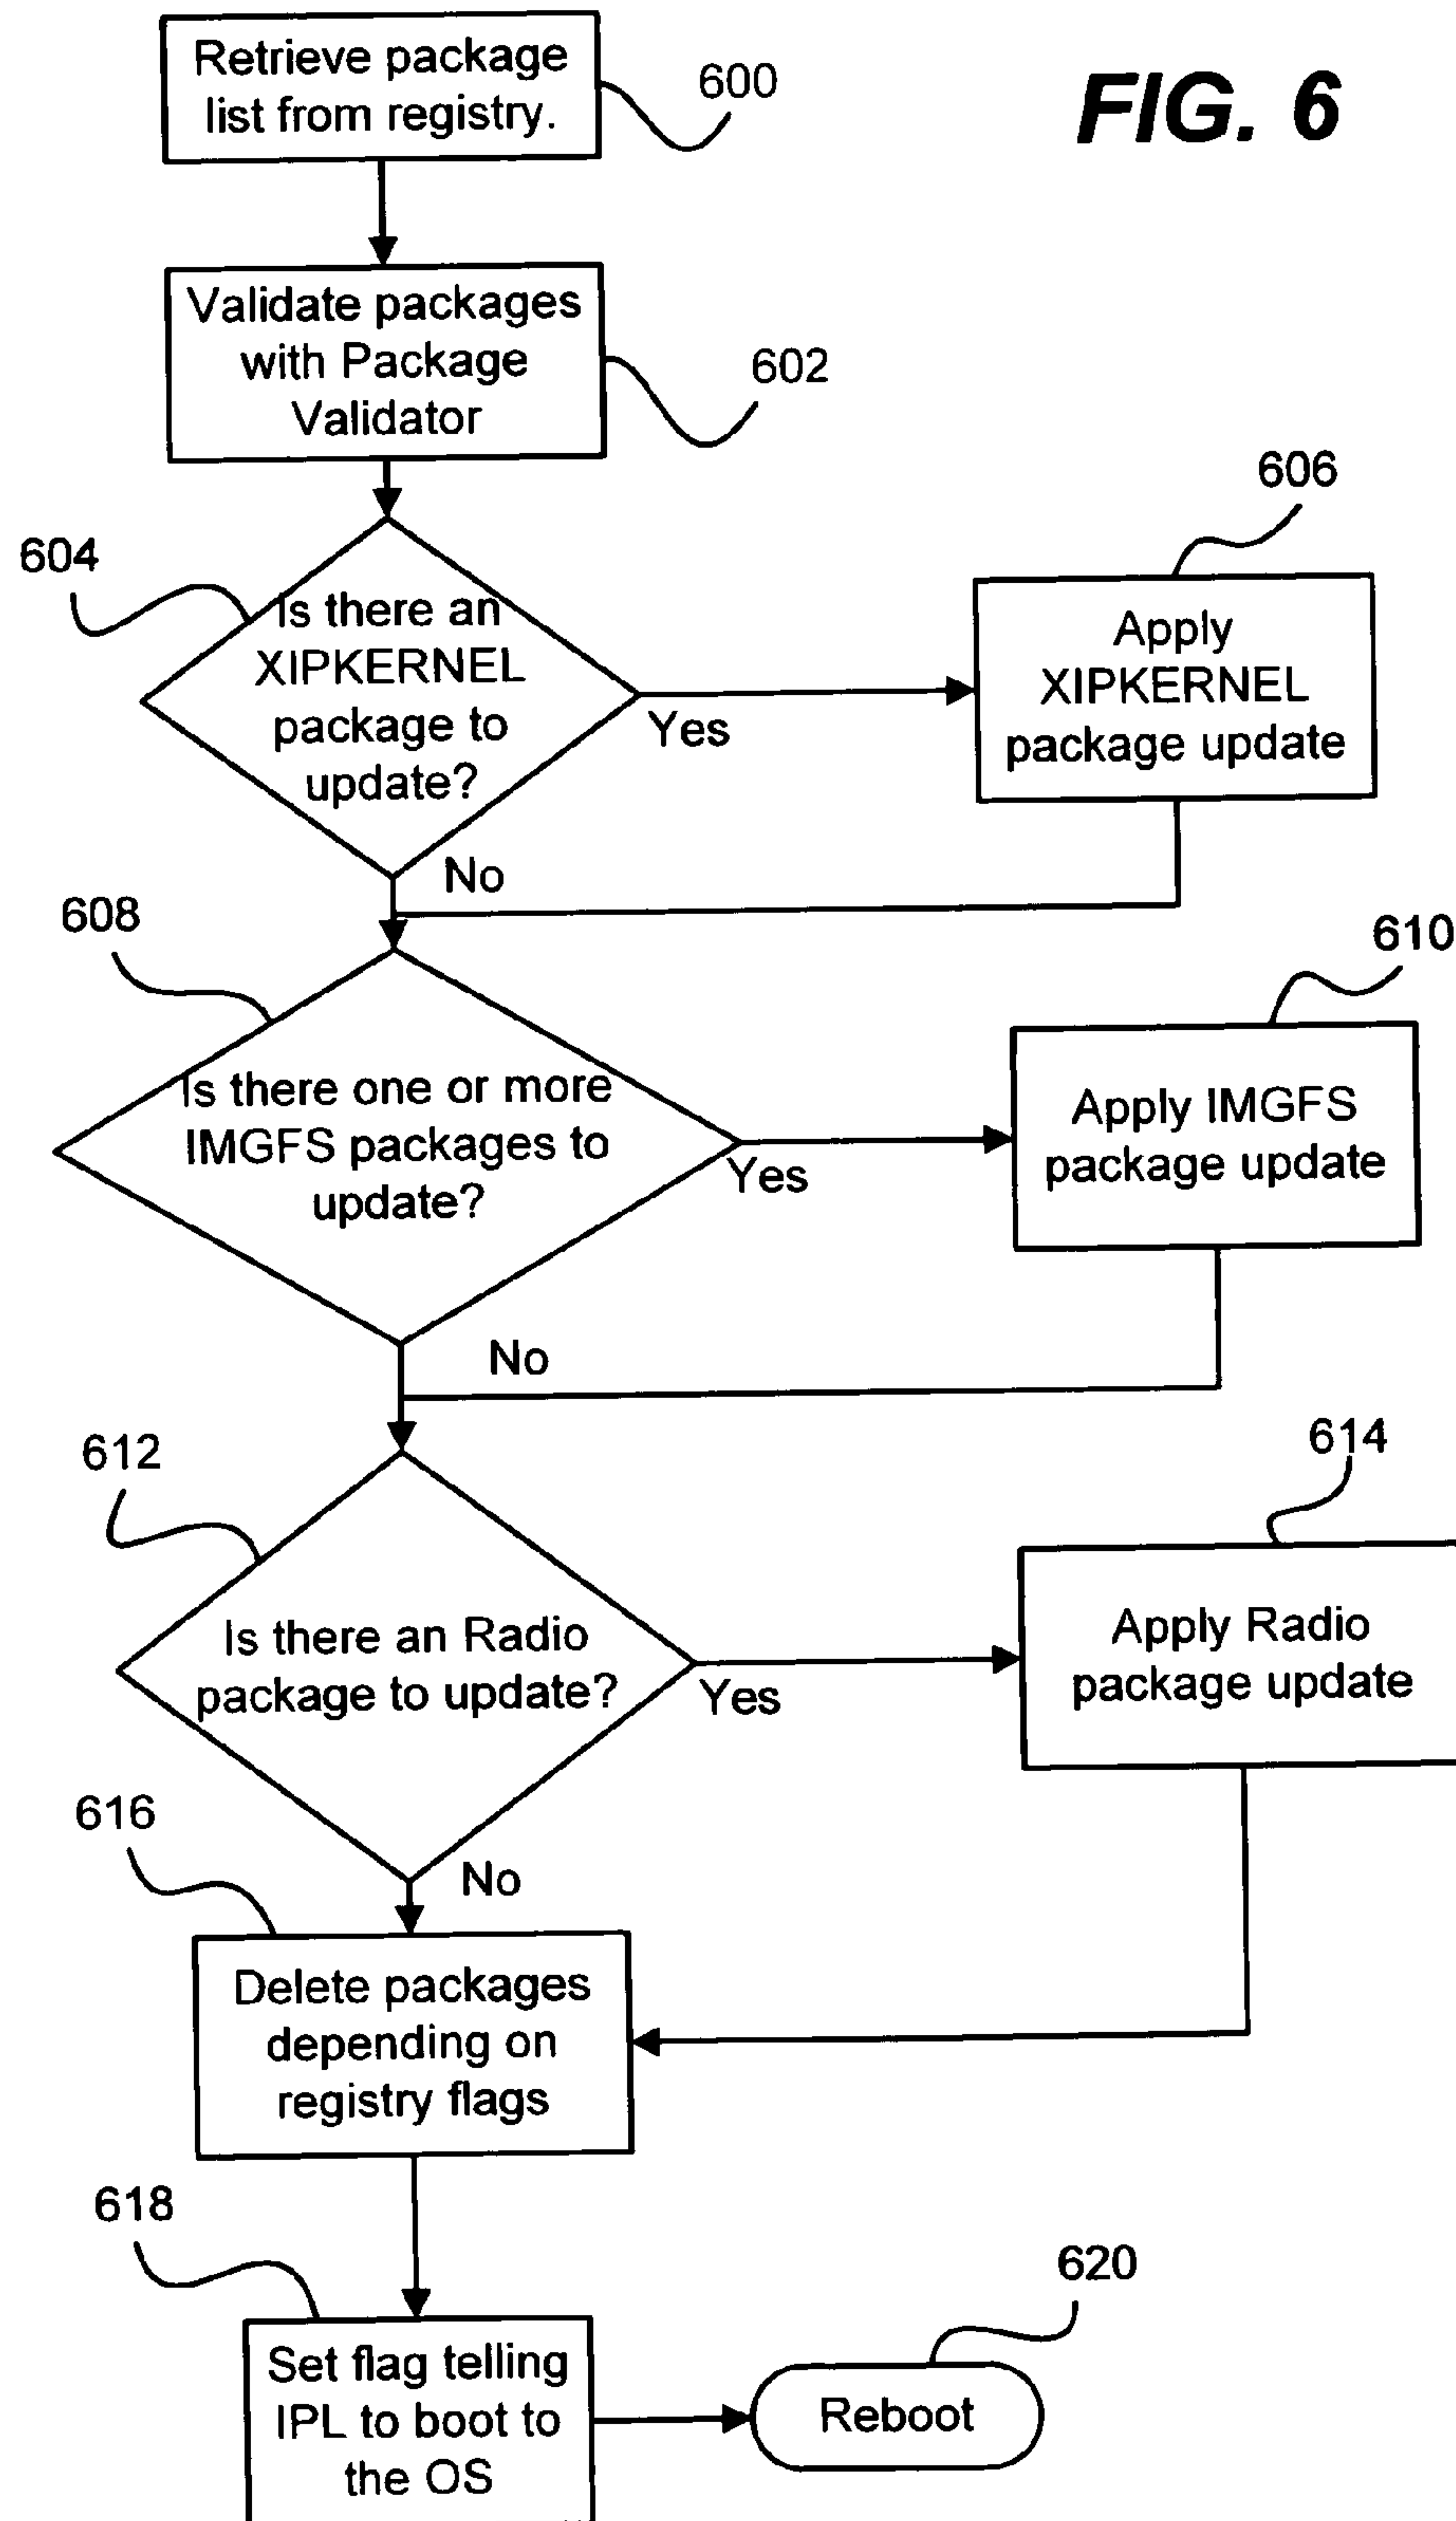 FIG. 6
Retrieve package
list from registry.
600
Validate packages
with Package
Validator
602
604
Is there an
XIPKERNEL
package to
update?
Yes
No
606
Apply
XIPKERNEL
package update
608
Is there one or more
IMGFS packages to
update?
Yes
No
610
Apply IMGFS
package update
612
Is there an Radio
package to update?
Yes
No
614
Apply Radio
package update
616
Delete packages
depending on
registry flags
618
Set flag telling
IPL to boot to
the OS
620
Reboot